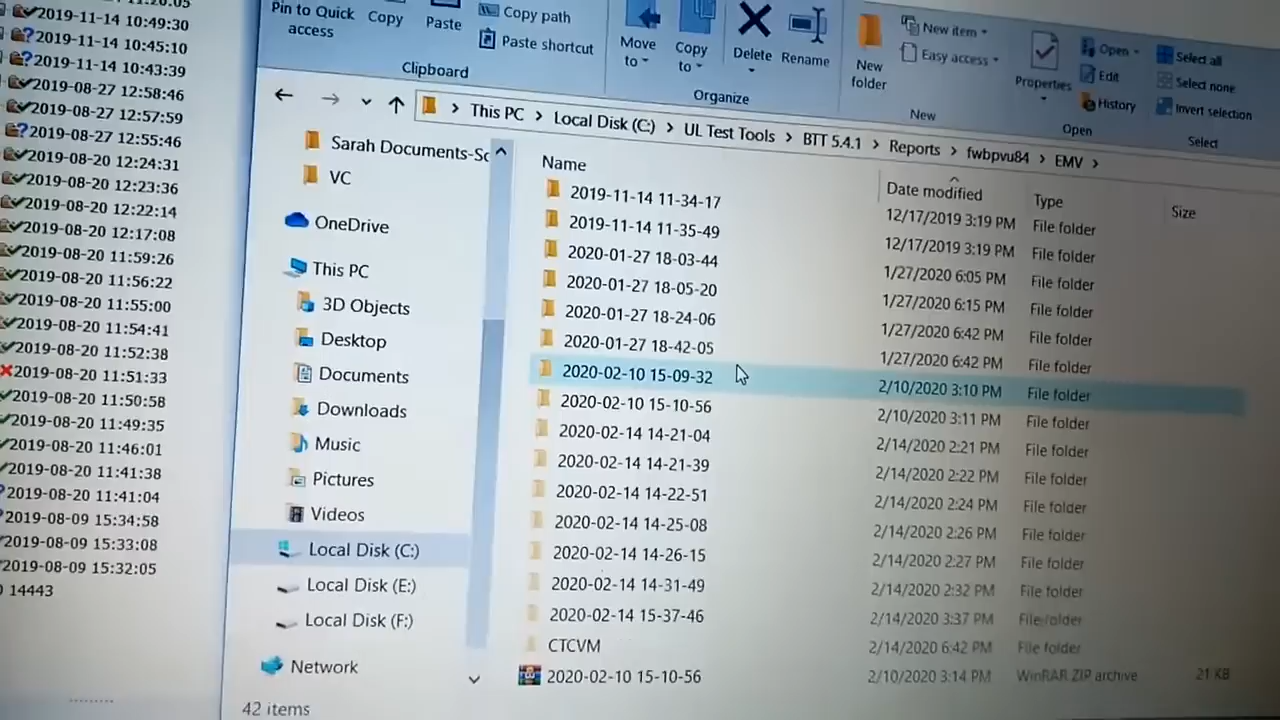 2019-11-14 10:49:30
2019-11-14 10:45:10
2019-11-14 10:43:39
2019-08-27 12:58:46
2019-08-27 12:57:59
2019-08-27 12:55:46
2019-08-20 12:24:31
2019-08-20 12:23:36
2019-08-20 12:22:14
2019-08-20 12:17:08
2019-08-20 11:59:26
2019-08-20 11:56:22
2019-08-20 11:55:00
2019-08-20 11:54:41
2019-08-20 11:52:38
2019-08-20 11:51:33
2019-08-20 11:50:58
2019-08-20 11:49:35
2019-08-20 11:46:01
2019-08-20 11:41:38
2019-08-20 11:41:04
2019-08-09 15:34:58
2019-08-09 15:33:08
2019-08-09 15:32:05
14443
Pin to Quick access
Copy
Paste
Copy path
Paste shortcut
Clipboard
Move to
Copy to
Delete
Rename
Organize
New folder
New item
Easy access
New
Properties
Open
Edit
History
Open
Select all
Select none
Invert selection
Select
This PC > Local Disk (C:) > UL Test Tools > BTT 5.4.1 > Reports > fwbpvu84 > EMV >
Sarah Documents-Sc
VC
OneDrive
This PC
3D Objects
Desktop
Documents
Downloads
Music
Pictures
Videos
Local Disk (C:)
Local Disk (E:)
Local Disk (F:)
Network
Name Date modified Type Size
2019-11-14 11-34-17 12/17/2019 3:19 PM File folder
2019-11-14 11-35-49 12/17/2019 3:19 PM File folder
2020-01-27 18-03-44 1/27/2020 6:05 PM File folder
2020-01-27 18-05-20 1/27/2020 6:15 PM File folder
2020-01-27 18-24-06 1/27/2020 6:42 PM File folder
2020-01-27 18-42-05 1/27/2020 6:42 PM File folder
2020-02-10 15-09-32 2/10/2020 3:10 PM File folder
2020-02-10 15-10-56 2/10/2020 3:11 PM File folder
2020-02-14 14-21-04 2/14/2020 2:21 PM File folder
2020-02-14 14-21-39 2/14/2020 2:22 PM File folder
2020-02-14 14-22-51 2/14/2020 2:24 PM File folder
2020-02-14 14-25-08 2/14/2020 2:26 PM File folder
2020-02-14 14-26-15 2/14/2020 2:27 PM File folder
2020-02-14 14-31-49 2/14/2020 2:32 PM File folder
2020-02-14 15-37-46 2/14/2020 3:37 PM File folder
CTCVM 2/14/2020 6:42 PM File folder
2020-02-10 15-10-56 2/10/2020 3:14 PM WinRAR ZIP archive 21 KB
42 items